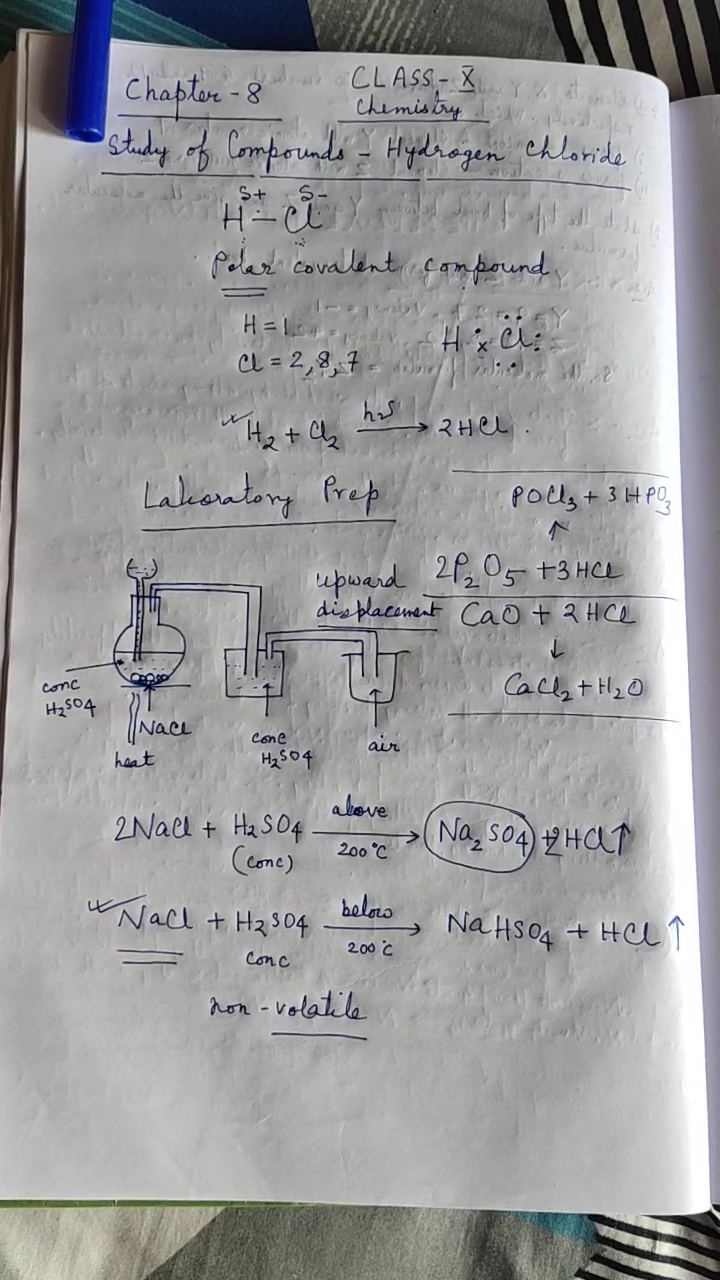 Chapter - 8
CLASS - X
Chemistry
Study of Compounds - Hydrogen Chloride
S+ S-
H - Cl
Polar covalent compound
H = 1
Cl = 2,8,7
H x Cl
H2 + Cl2 h2S → 2HCl.
Laboratory Prep
POCl3 + 3HPO3
↑
2P2O5 + 3HCl
upward
displacement
CaO + 2HCl
↓
CaCl2 + H2O
conc
H2SO4
NaCl
heat
conc
H2SO4
air
2NaCl + H2SO4 (conc) above 200°C → Na2SO4 + 2HCl↑
NaCl + H2SO4 conc below 200°C → NaHSO4 + HCl↑
non-volatile